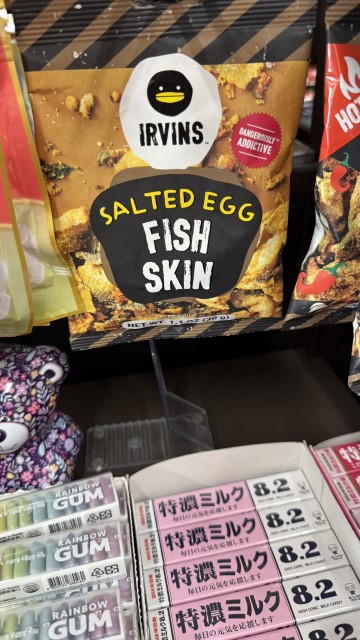 IRVINS
DANGEROUSLY
ADDICTIVE
SALTED EGG
FISH
SKIN
HO
RAINBOW
GUM
RAINBOW
GUM
RAINBOW
GUM
特濃ミルク 8.2
毎日の元気を応援します
特濃ミルク 8.2
毎日の元気を応援します
特濃ミルク 8.2
毎日の元気を応援します
特濃ミルク 8.2
毎日の元気を応援します